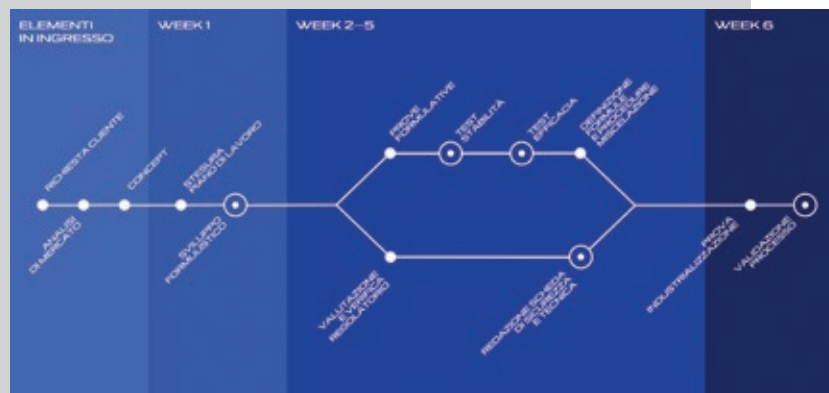 ELEMENTI
IN INGRESSO
WEEK 1
WEEK 2–5
WEEK 6
RICHIESTA CLIENTE
ANALISI
DI MERCATO
CONCEPT
STESURA
PIANO DI LAVORO
SVILUPPO
FORMULISTICO
PROVE
FORMULATIVE
TEST
STABILITÀ
TEST
EFFICACIA
DEFINIZIONE
FORMULE
E PROCEDURE
MISCELAZIONE
VALUTAZIONE
E VERIFICA
REGOLATORIO
REDAZIONE SCHEDA
DI SICUREZZA
E TECNICA
PROVA
INDUSTRIALIZZAZIONE
VALIDAZIONE
PROCESSO